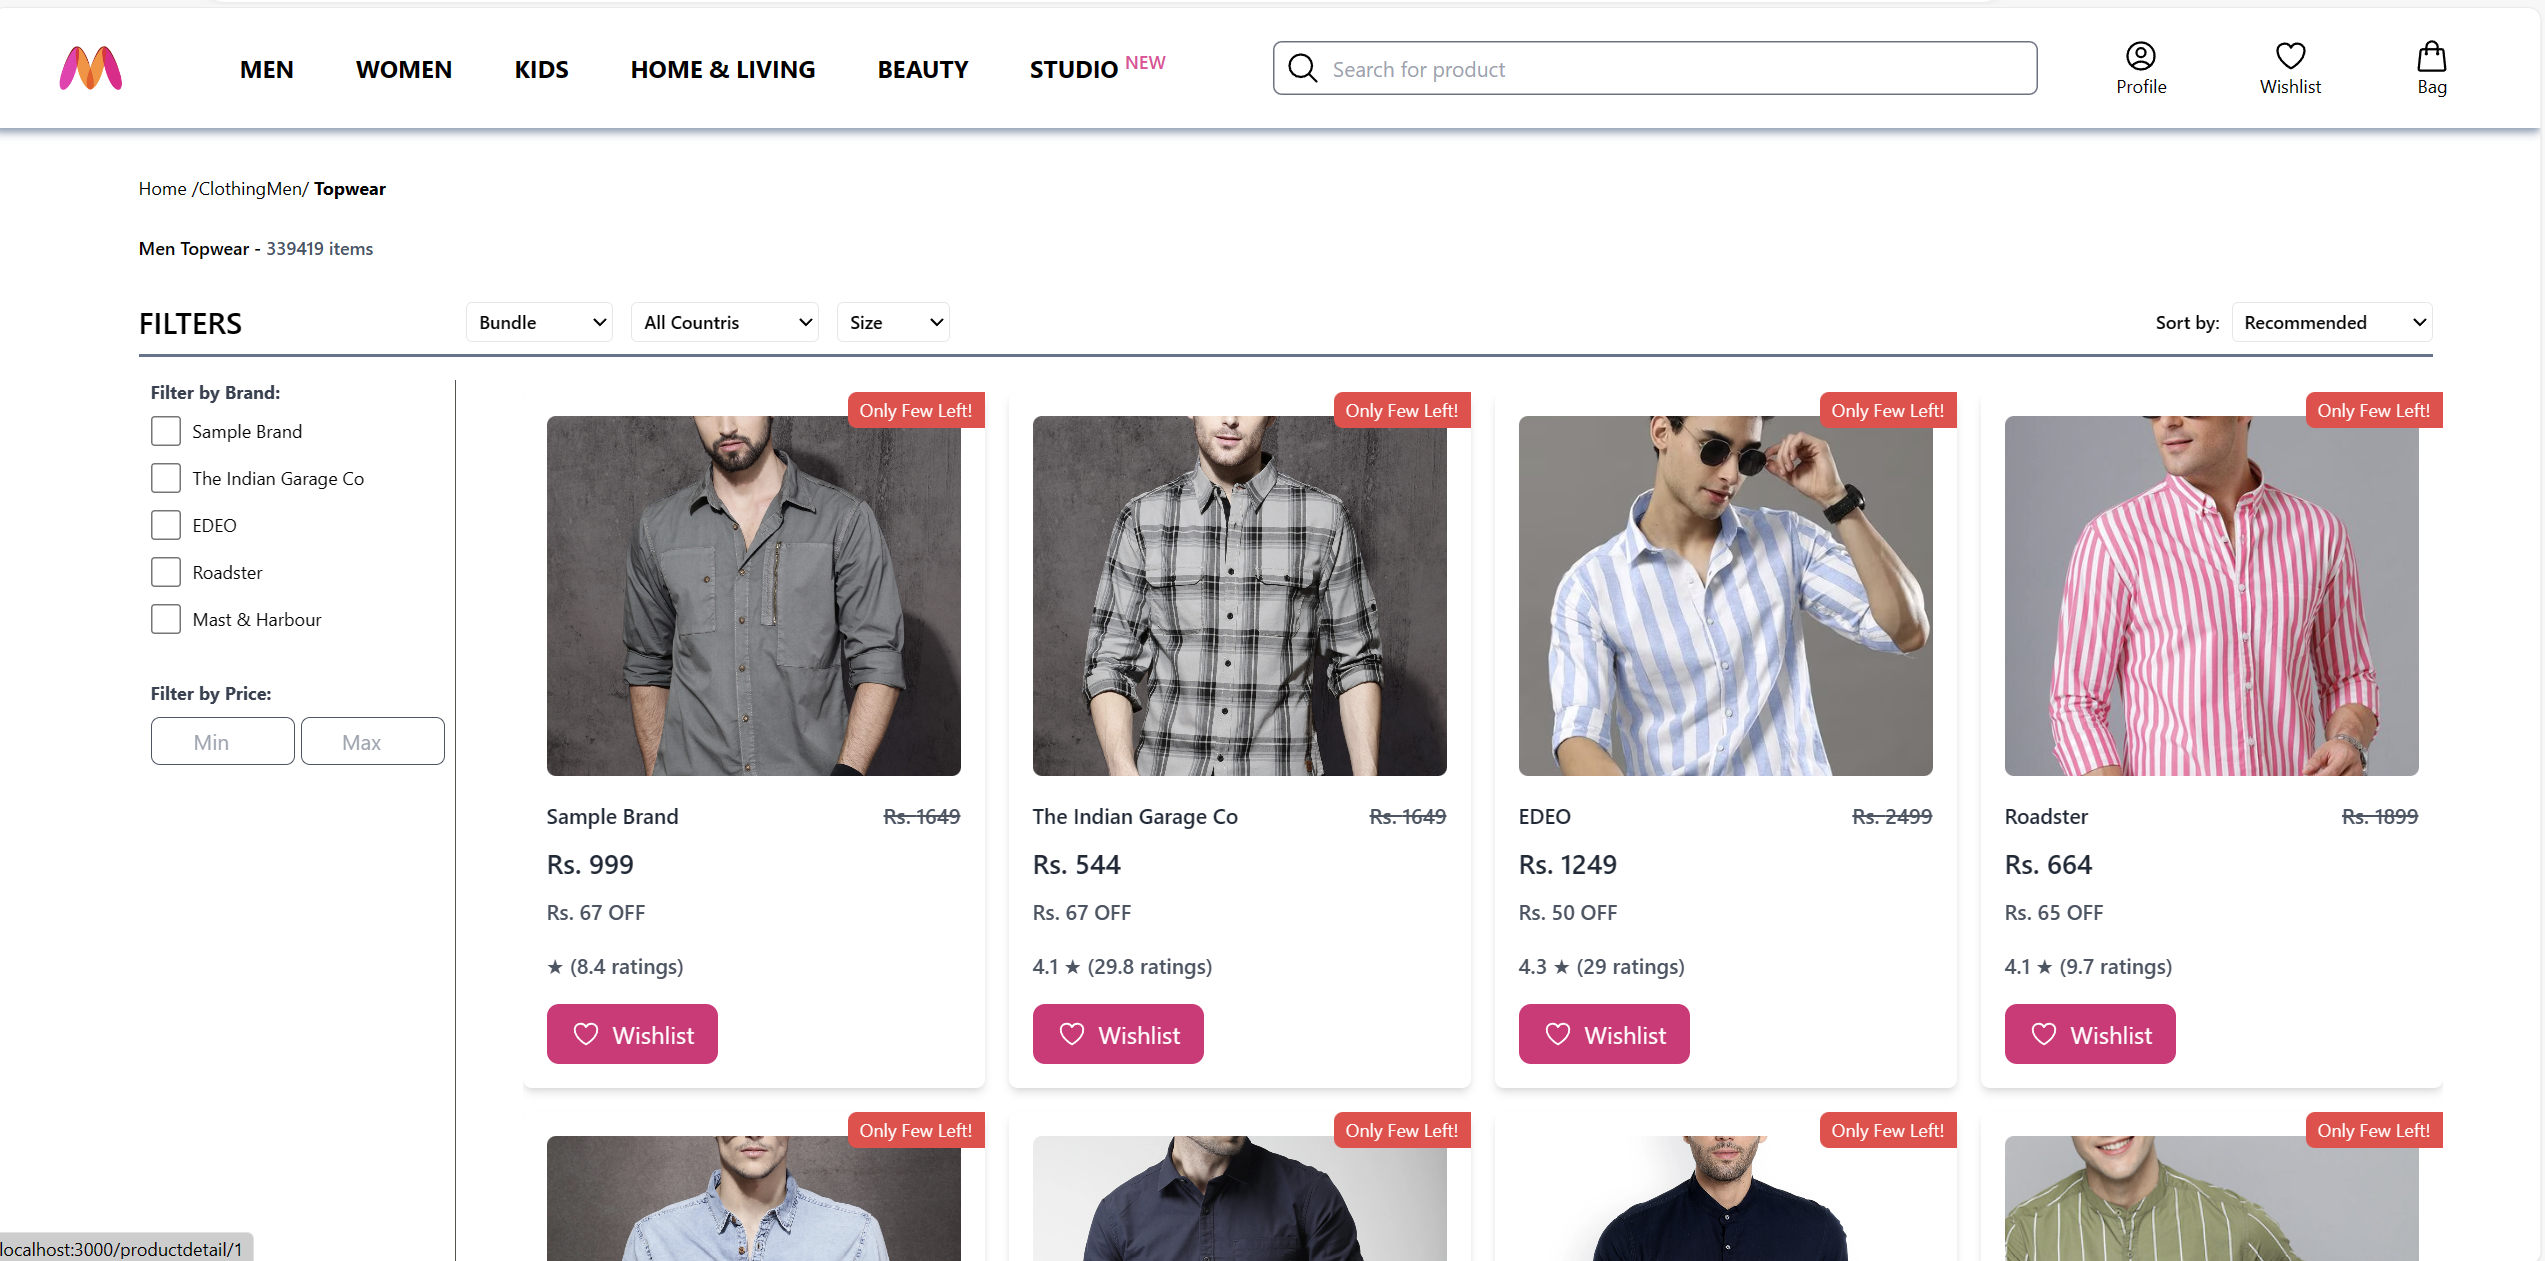 MEN WOMEN KIDS HOME & LIVING BEAUTY STUDIO NEW Search for product Profile Wishlist Bag
Home /ClothingMen/ Topwear
Men Topwear - 339419 items
FILTERS Bundle All Countris Size Sort by: Recommended
Filter by Brand:
Sample Brand
The Indian Garage Co
EDEO
Roadster
Mast & Harbour
Filter by Price:
Min Max
Only Few Left! Only Few Left! Only Few Left! Only Few Left!
Sample Brand Rs. 1649 The Indian Garage Co Rs. 1649 EDEO Rs. 2499 Roadster Rs. 1899
Rs. 999 Rs. 544 Rs. 1249 Rs. 664
Rs. 67 OFF Rs. 67 OFF Rs. 50 OFF Rs. 65 OFF
★ (8.4 ratings) 4.1 ★ (29.8 ratings) 4.3 ★ (29 ratings) 4.1 ★ (9.7 ratings)
Wishlist Wishlist Wishlist Wishlist
Only Few Left! Only Few Left! Only Few Left! Only Few Left!
localhost:3000/productdetail/1